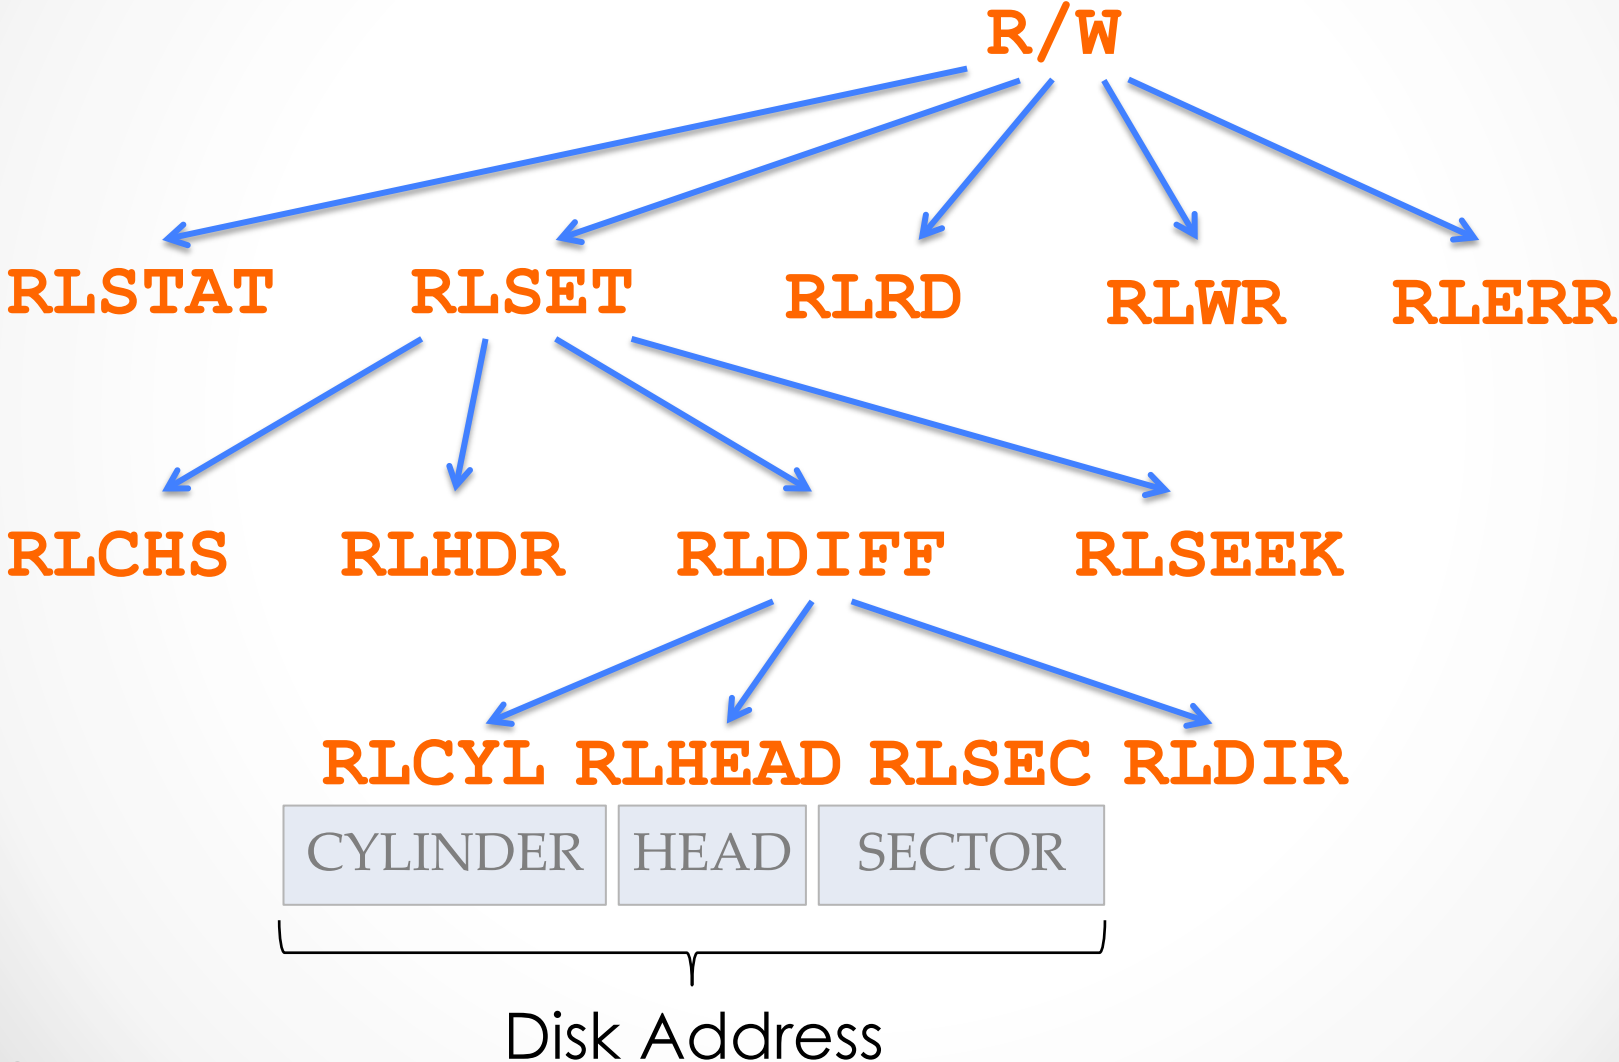 R/W
RLSTAT RLSET RLRD RLWR RLERR
RLCHS RLHDR RLDIFF RLSEEK
RLCYL RLHEAD RLSEC RLDIR
CYLINDER HEAD SECTOR
Disk Address